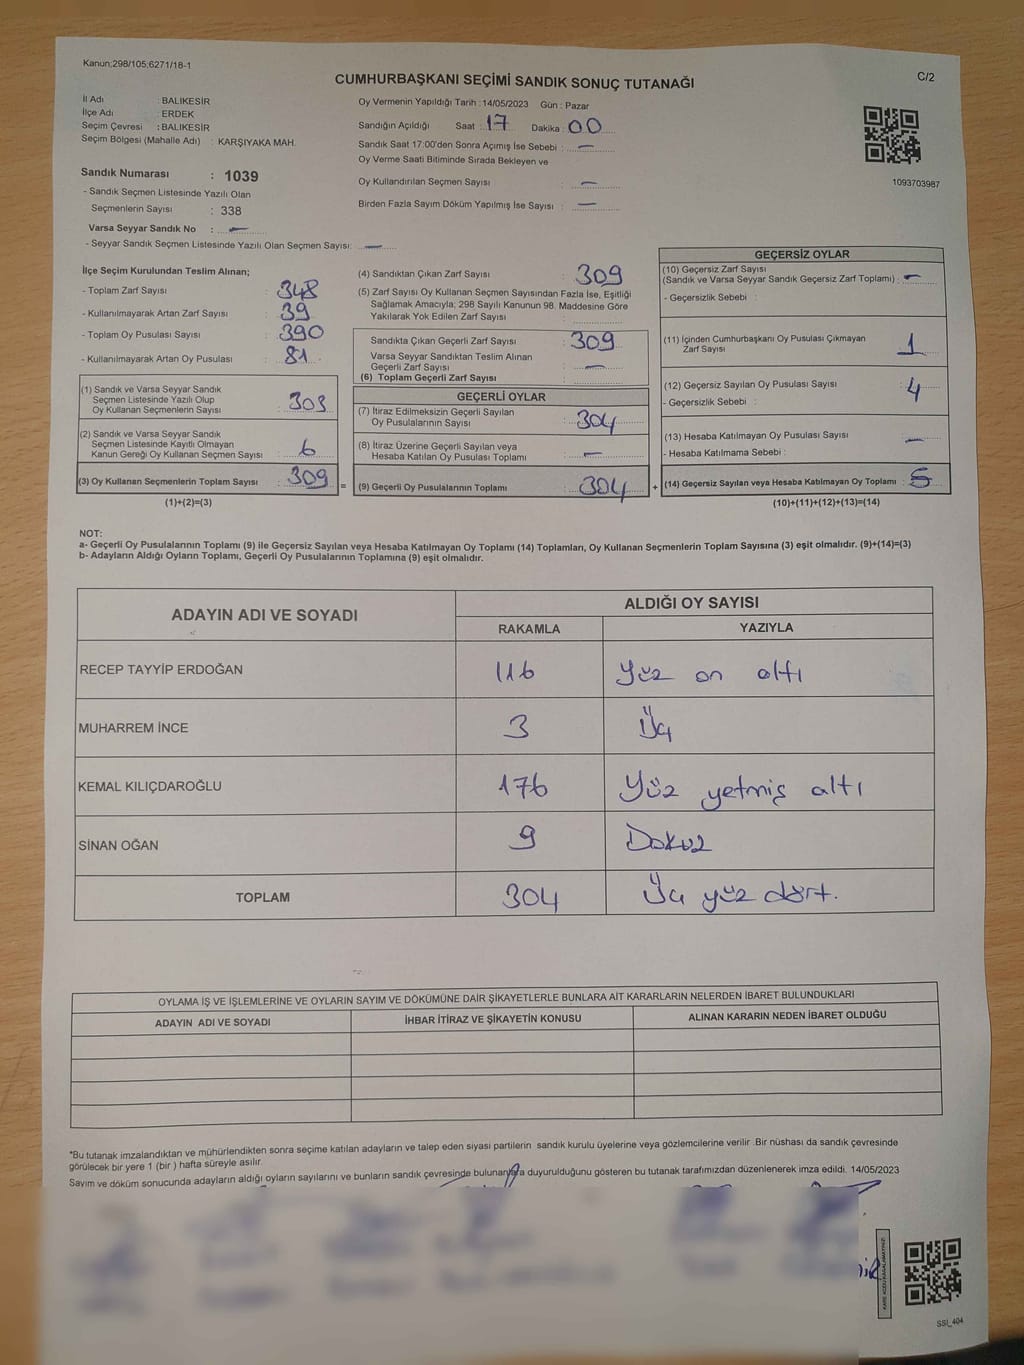 Kanun;298/105;6271/18-1
C/2
CUMHURBAŞKANI SEÇİMİ SANDIK SONUÇ TUTANAĞI
İl Adı : BALIKESİR
İlçe Adı : ERDEK
Seçim Çevresi : BALIKESİR
Seçim Bölgesi (Mahalle Adı) : KARŞIYAKA MAH.
Sandık Numarası : 1039
- Sandık Seçmen Listesinde Yazılı Olan
Seçmenlerin Sayısı : 338
Varsa Seyyar Sandık No : —
- Seyyar Sandık Seçmen Listesinde Yazılı Olan Seçmen Sayısı: —
Oy Vermenin Yapıldığı Tarih : 14/05/2023 Gün : Pazar
Sandığın Açıldığı Saat : 17 Dakika : 00
Sandık Saat 17:00'den Sonra Açımış İse Sebebi : —
Oy Verme Saati Bitiminde Sırada Bekleyen ve
Oy Kullandırılan Seçmen Sayısı : —
Birden Fazla Sayım Döküm Yapılmış İse Sayısı : —
1093703987
İlçe Seçim Kurulundan Teslim Alınan;
- Toplam Zarf Sayısı : 348
- Kullanılmayarak Artan Zarf Sayısı : 39
- Toplam Oy Pusulası Sayısı : 390
- Kullanılmayarak Artan Oy Pusulası : 81
(1) Sandık ve Varsa Seyyar Sandık
Seçmen Listesinde Yazılı Olup
Oy Kullanan Seçmenlerin Sayısı : 303
(2) Sandık ve Varsa Seyyar Sandık
Seçmen Listesinde Kayıtlı Olmayan
Kanun Gereği Oy Kullanan Seçmen Sayısı : 6
(3) Oy Kullanan Seçmenlerin Toplam Sayısı : 309
(1)+(2)=(3)
(4) Sandıktan Çıkan Zarf Sayısı : 309
(5) Zarf Sayısı Oy Kullanan Seçmen Sayısından Fazla İse, Eşitliği
Sağlamak Amacıyla; 298 Sayılı Kanunun 98. Maddesine Göre
Yakılarak Yok Edilen Zarf Sayısı :
Sandıkta Çıkan Geçerli Zarf Sayısı : 309
Varsa Seyyar Sandıktan Teslim Alınan
Geçerli Zarf Sayısı : —
(6) Toplam Geçerli Zarf Sayısı :
GEÇERLİ OYLAR
(7) İtiraz Edilmeksizin Geçerli Sayılan
Oy Pusulalarının Sayısı : 304
(8) İtiraz Üzerine Geçerli Sayılan veya
Hesaba Katılan Oy Pusulası Toplamı : —
= (9) Geçerli Oy Pusulalarının Toplamı : 304
GEÇERSİZ OYLAR
(10) Geçersiz Zarf Sayısı
(Sandık ve Varsa Seyyar Sandık Geçersiz Zarf Toplamı) : —
- Geçersizlik Sebebi :
(11) İçinden Cumhurbaşkanı Oy Pusulası Çıkmayan
Zarf Sayısı : 1
(12) Geçersiz Sayılan Oy Pusulası Sayısı : 4
- Geçersizlik Sebebi :
(13) Hesaba Katılmayan Oy Pusulası Sayısı : —
- Hesaba Katılmama Sebebi :
+ (14) Geçersiz Sayılan veya Hesaba Katılmayan Oy Toplamı : 5
(10)+(11)+(12)+(13)=(14)
NOT:
a- Geçerli Oy Pusulalarının Toplamı (9) ile Geçersiz Sayılan veya Hesaba Katılmayan Oy Toplamı (14) Toplamları, Oy Kullanan Seçmenlerin Toplam Sayısına (3) eşit olmalıdır. (9)+(14)=(3)
b- Adayların Aldığı Oyların Toplamı, Geçerli Oy Pusulalarının Toplamına (9) eşit olmalıdır.
ADAYIN ADI VE SOYADI
ALDIĞI OY SAYISI
RAKAMLA YAZIYLA
RECEP TAYYİP ERDOĞAN 116 Yüz on altı
MUHARREM İNCE 3 Üç
KEMAL KILIÇDAROĞLU 176 Yüz yetmiş altı
SİNAN OĞAN 9 Dokuz
TOPLAM 304 Üç yüz dört.
OYLAMA İŞ VE İŞLEMLERİNE VE OYLARIN SAYIM VE DÖKÜMÜNE DAİR ŞİKAYETLERLE BUNLARA AİT KARARLARIN NELERDEN İBARET BULUNDUKLARI
ADAYIN ADI VE SOYADI İHBAR İTİRAZ VE ŞİKAYETİN KONUSU ALINAN KARARIN NEDEN İBARET OLDUĞU
*Bu tutanak imzalandıktan ve mühürlendikten sonra seçime katılan adayların ve talep eden siyasi partilerin sandık kurulu üyelerine veya gözlemcilerine verilir .Bir nüshası da sandık çevresinde
görülecek bir yere 1 (bir ) hafta süreyle asılır.
Sayım ve döküm sonucunda adayların aldığı oyların sayılarını ve bunların sandık çevresinde bulunanlara duyurulduğunu gösteren bu tutanak tarafımızdan düzenlenerek imza edildi. 14/05/2023
SSI_404